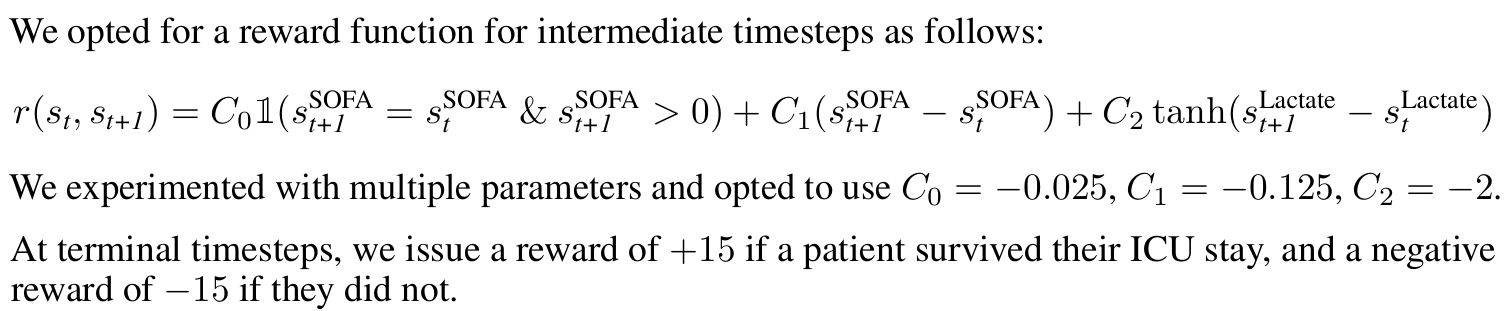 We opted for a reward function for intermediate timesteps as follows:
r(s_t, s_{t+1}) = C_0 𝟙(s_{t+1}^{SOFA} = s_t^{SOFA} & s_{t+1}^{SOFA} > 0) + C_1(s_{t+1}^{SOFA} − s_t^{SOFA}) + C_2 tanh(s_{t+1}^{Lactate} − s_t^{Lactate})
We experimented with multiple parameters and opted to use C_0 = −0.025, C_1 = −0.125, C_2 = −2.
At terminal timesteps, we issue a reward of +15 if a patient survived their ICU stay, and a negative
reward of −15 if they did not.